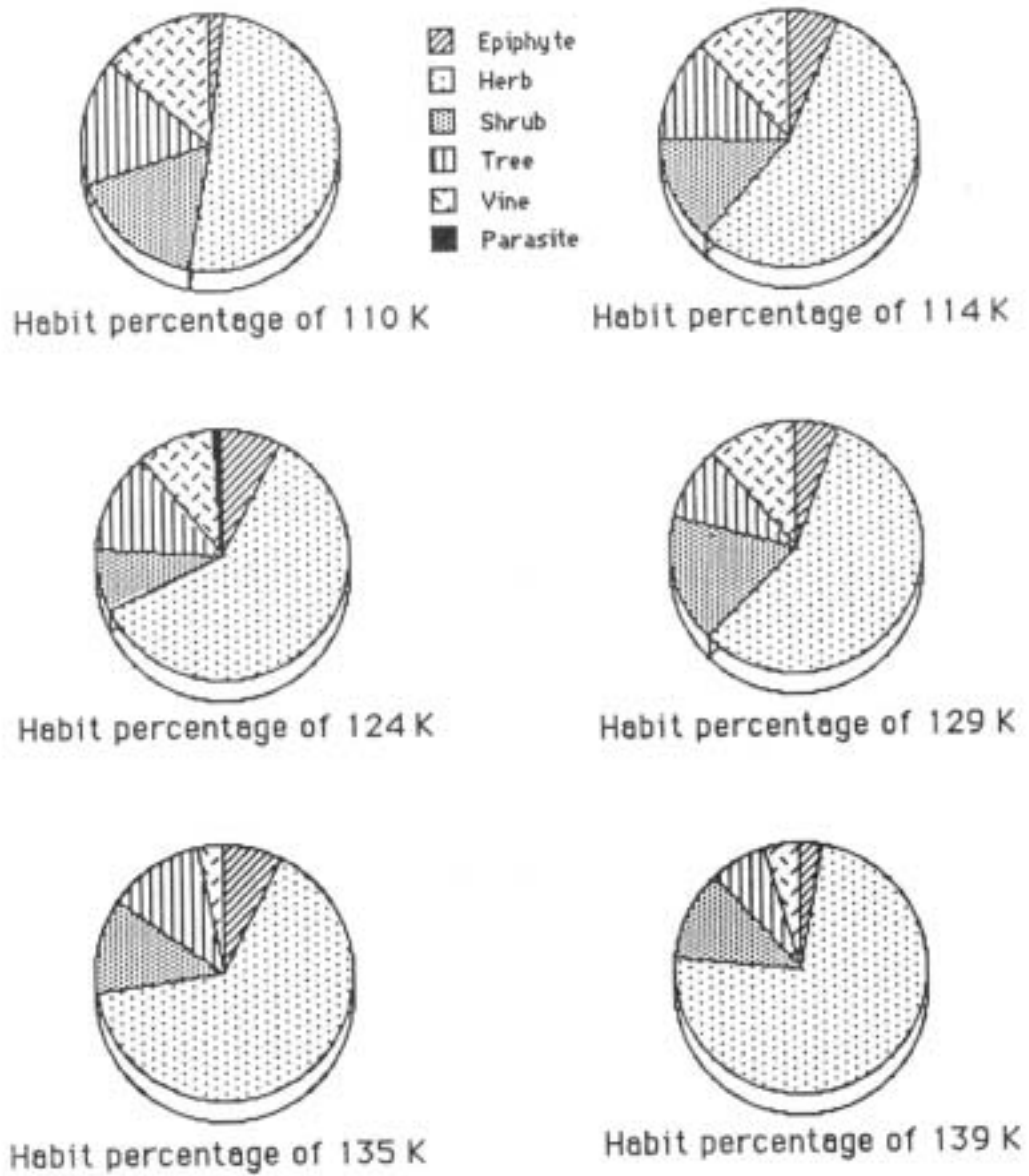 Epiphyte
Herb
Shrub
Tree
Vine
Parasite
Habit percentage of 110 K
Habit percentage of 114 K
Habit percentage of 124 K
Habit percentage of 129 K
Habit percentage of 135 K
Habit percentage of 139 K